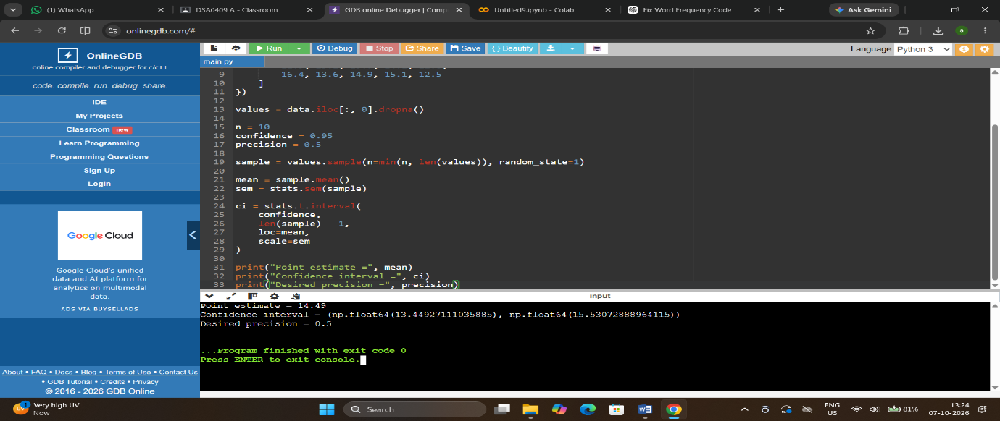 (1) WhatsApp
DSA0409 A - Classroom
GDB online Debugger | Comp
Untitled9.ipynb - Colab
Fix Word Frequency Code
Ask Gemini
onlinegdb.com/#
OnlineGDB
online compiler and debugger for c/c++
code. compile. run. debug. share.
IDE
My Projects
Classroom new
Learn Programming
Programming Questions
Sign Up
Login
Google Cloud
Google Cloud's unified
data and AI platform for
analytics on multimodal
data.
ADS VIA BUYSELLADS
About • FAQ • Docs • Blog • Terms of Use • Contact Us
• GDB Tutorial • Credits • Privacy
© 2016 - 2026 GDB Online
Run Debug Stop Share Save { } Beautify
Language Python 3
main.py
9 16.4, 13.6, 14.9, 15.1, 12.5
10 ]
11 })
12
13 values = data.iloc[:, 0].dropna()
14
15 n = 10
16 confidence = 0.95
17 precision = 0.5
18
19 sample = values.sample(n=min(n, len(values)), random_state=1)
20
21 mean = sample.mean()
22 sem = stats.sem(sample)
23
24 ci = stats.t.interval(
25 confidence,
26 len(sample) - 1,
27 loc=mean,
28 scale=sem
29 )
30
31 print("Point estimate =", mean)
32 print("Confidence interval =", ci)
33 print("Desired precision =", precision)
input
Point estimate = 14.49
Confidence interval = (np.float64(13.44927111035885), np.float64(15.53072888964115))
Desired precision = 0.5
...Program finished with exit code 0
Press ENTER to exit console.
Very high UV
Now
Search
ENG
US
81%
13:24
07-10-2026